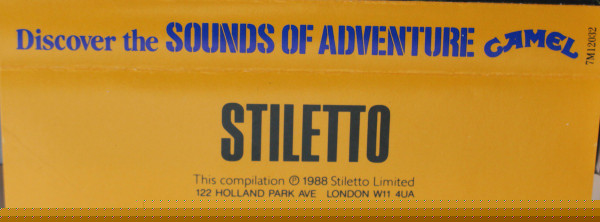 Discover the SOUNDS OF ADVENTURE CAMEL
7M12032
STILETTO
This compilation ℗ 1988 Stiletto Limited
122 HOLLAND PARK AVE LONDON W11 4UA